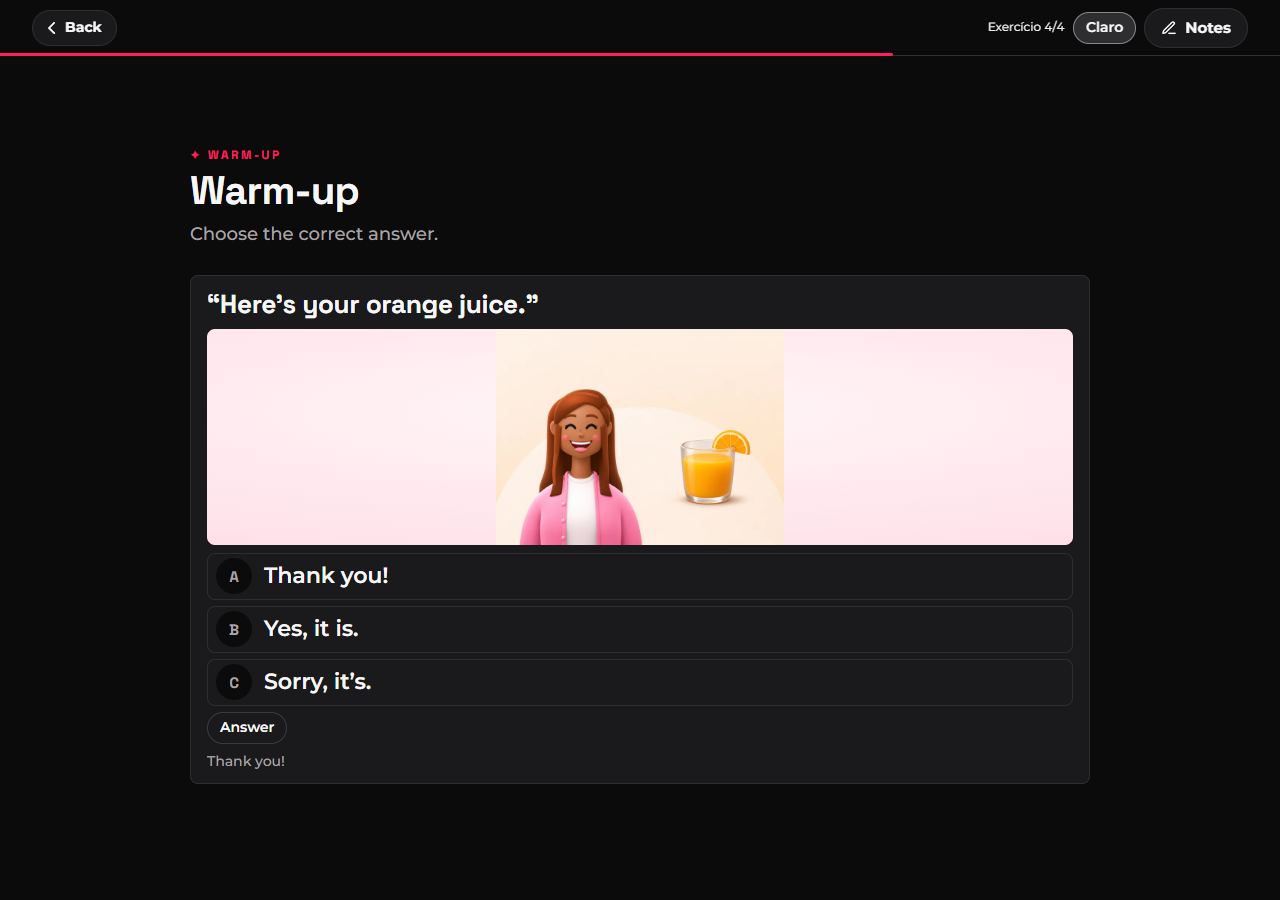 Back
Exercício 4/4
Claro
Notes
✦ WARM-UP
Warm-up
Choose the correct answer.
“Here’s your orange juice.”
A Thank you!
B Yes, it is.
C Sorry, it’s.
Answer
Thank you!